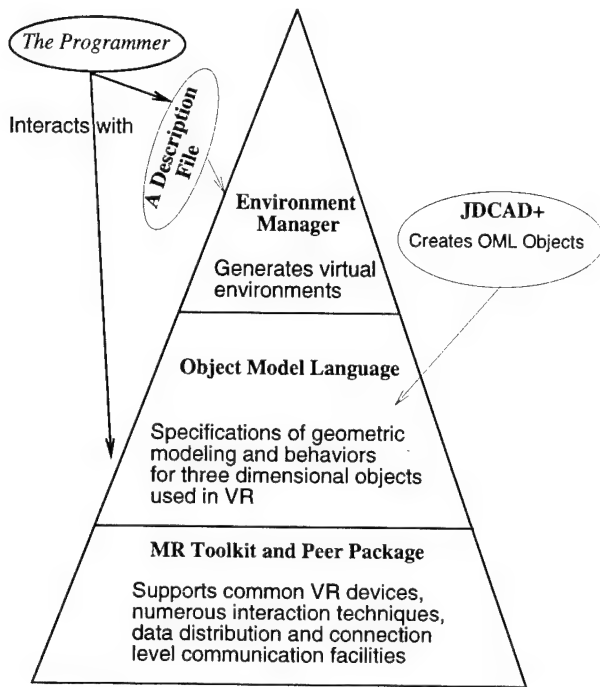 The Programmer
Interacts with
A Description
File
Environment
Manager
Generates virtual
environments
JDCAD+
Creates OML Objects
Object Model Language
Specifications of geometric
modeling and behaviors
for three dimensional objects
used in VR
MR Toolkit and Peer Package
Supports common VR devices,
numerous interaction techniques,
data distribution and connection
level communication facilities